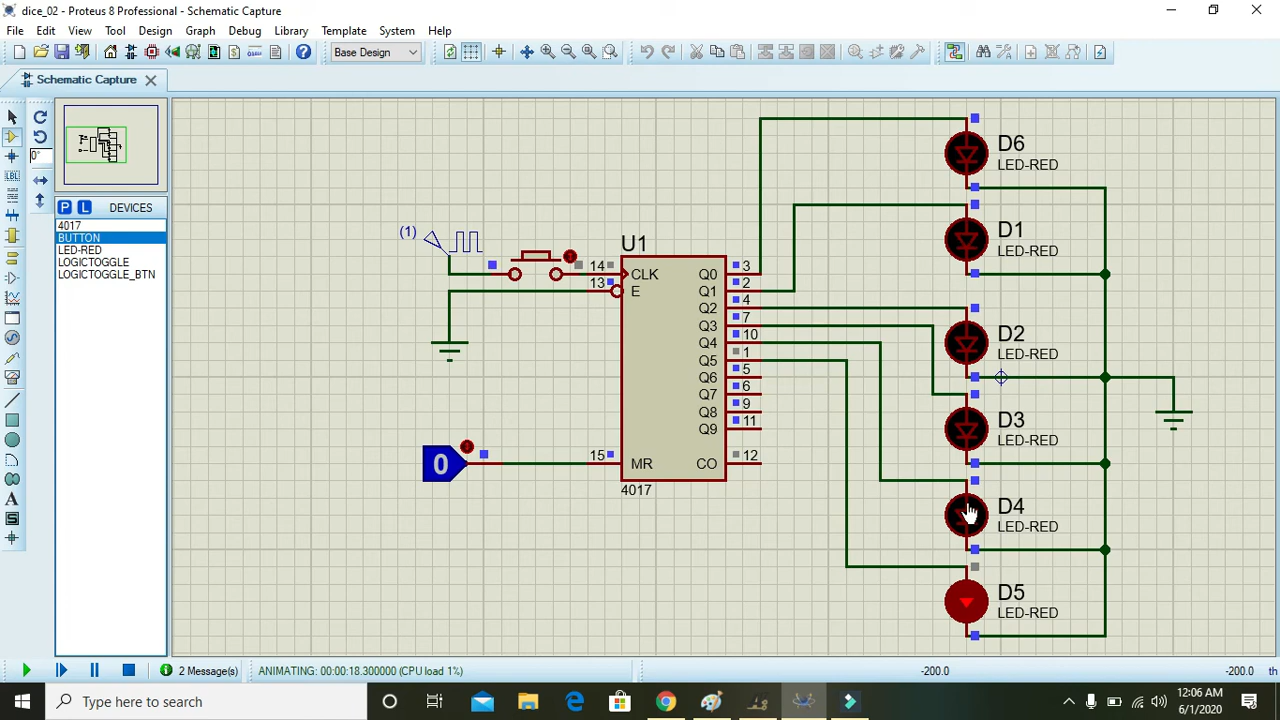 dice_02 - Proteus 8 Professional - Schematic Capture
File Edit View Tool Design Graph Debug Library Template System Help
Base Design
Schematic Capture
0°
LBL
P L DEVICES
4017
BUTTON
LED-RED
LOGICTOGGLE
LOGICTOGGLE_BTN
D6
LED-RED
D1
LED-RED
D2
LED-RED
D3
LED-RED
D4
LED-RED
D5
LED-RED
(1)
U1
14 CLK
13 E
15 MR
Q0 3
Q1 2
Q2 4
Q3 7
Q4 10
Q5 1
Q6 5
Q7 6
Q8 9
Q9 11
CO 12
4017
0
2 Message(s)
ANIMATING: 00:00:18.300000 (CPU load 1%)
-200.0
-200.0
th
Type here to search
12:06 AM
6/1/2020